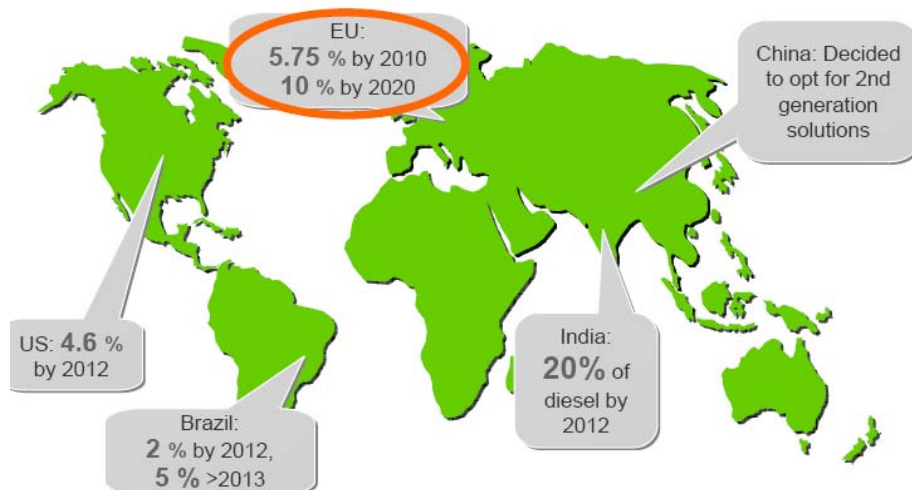 EU:
5.75 % by 2010
10 % by 2020
China: Decided
to opt for 2nd
generation
solutions
US: 4.6 %
by 2012
Brazil:
2 % by 2012,
5 % >2013
India:
20% of
diesel by
2012